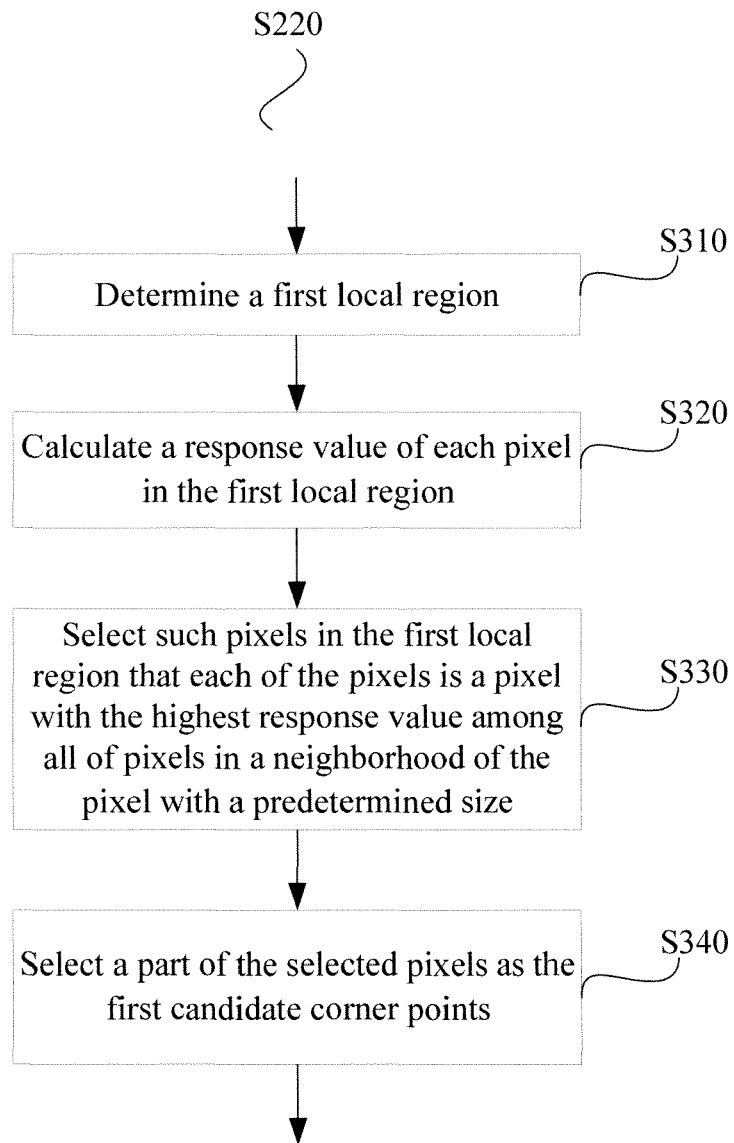 S220
S310
Determine a first local region
S320
Calculate a response value of each pixel
in the first local region
Select such pixels in the first local
region that each of the pixels is a pixel
with the highest response value among
all of pixels in a neighborhood of the
pixel with a predetermined size
S330
Select a part of the selected pixels as the
first candidate corner points
S340